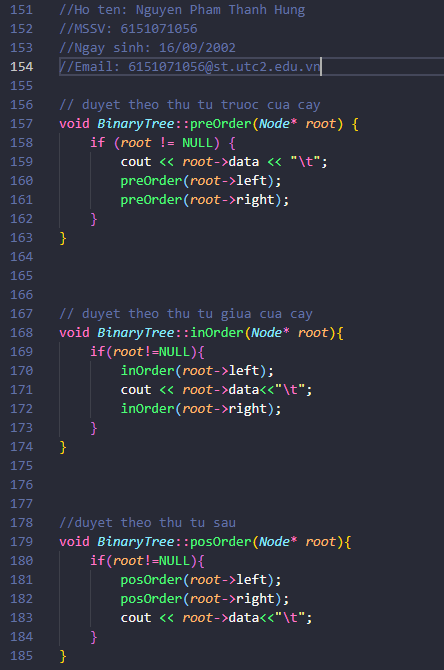 151 //Ho ten: Nguyen Pham Thanh Hung
152 //MSSV: 6151071056
153 //Ngay sinh: 16/09/2002
154 //Email: 6151071056@st.utc2.edu.vn
155
156 // duyet theo thu tu truoc cua cay
157 void BinaryTree::preOrder(Node* root) {
158     if (root != NULL) {
159         cout << root->data << "\t";
160         preOrder(root->left);
161         preOrder(root->right);
162     }
163 }
164
165
166
167 // duyet theo thu tu giua cua cay
168 void BinaryTree::inOrder(Node* root){
169     if(root!=NULL){
170         inOrder(root->left);
171         cout << root->data<<"\t";
172         inOrder(root->right);
173     }
174 }
175
176
177
178 //duyet theo thu tu sau
179 void BinaryTree::posOrder(Node* root){
180     if(root!=NULL){
181         posOrder(root->left);
182         posOrder(root->right);
183         cout << root->data<<"\t";
184     }
185 }